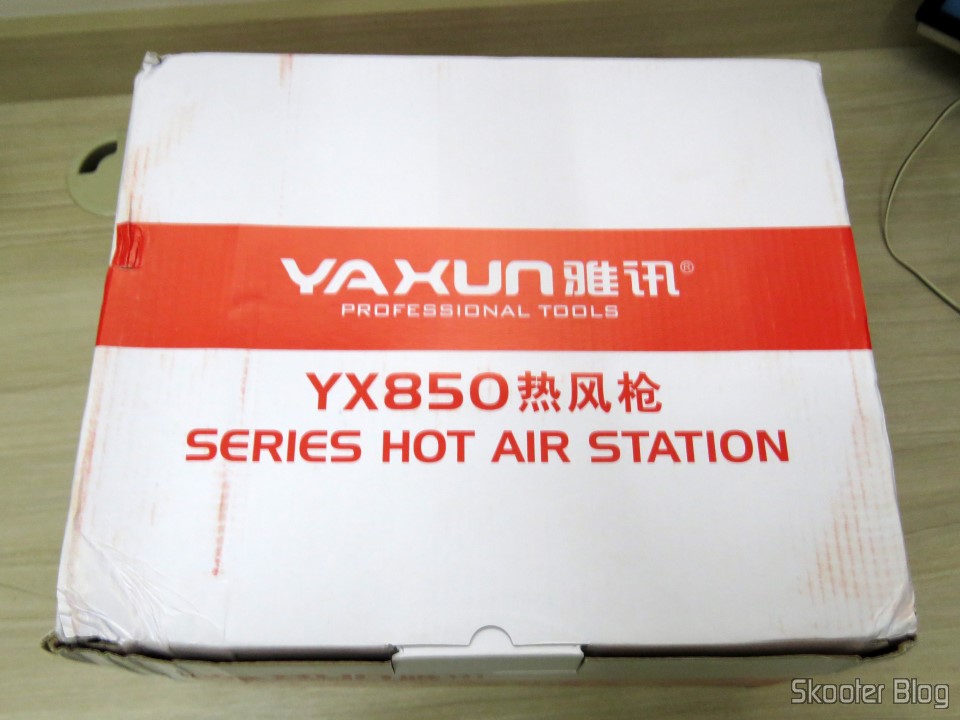 YAXUN雅讯®
PROFESSIONAL TOOLS
YX850热风枪
SERIES HOT AIR STATION
Skooter Blog